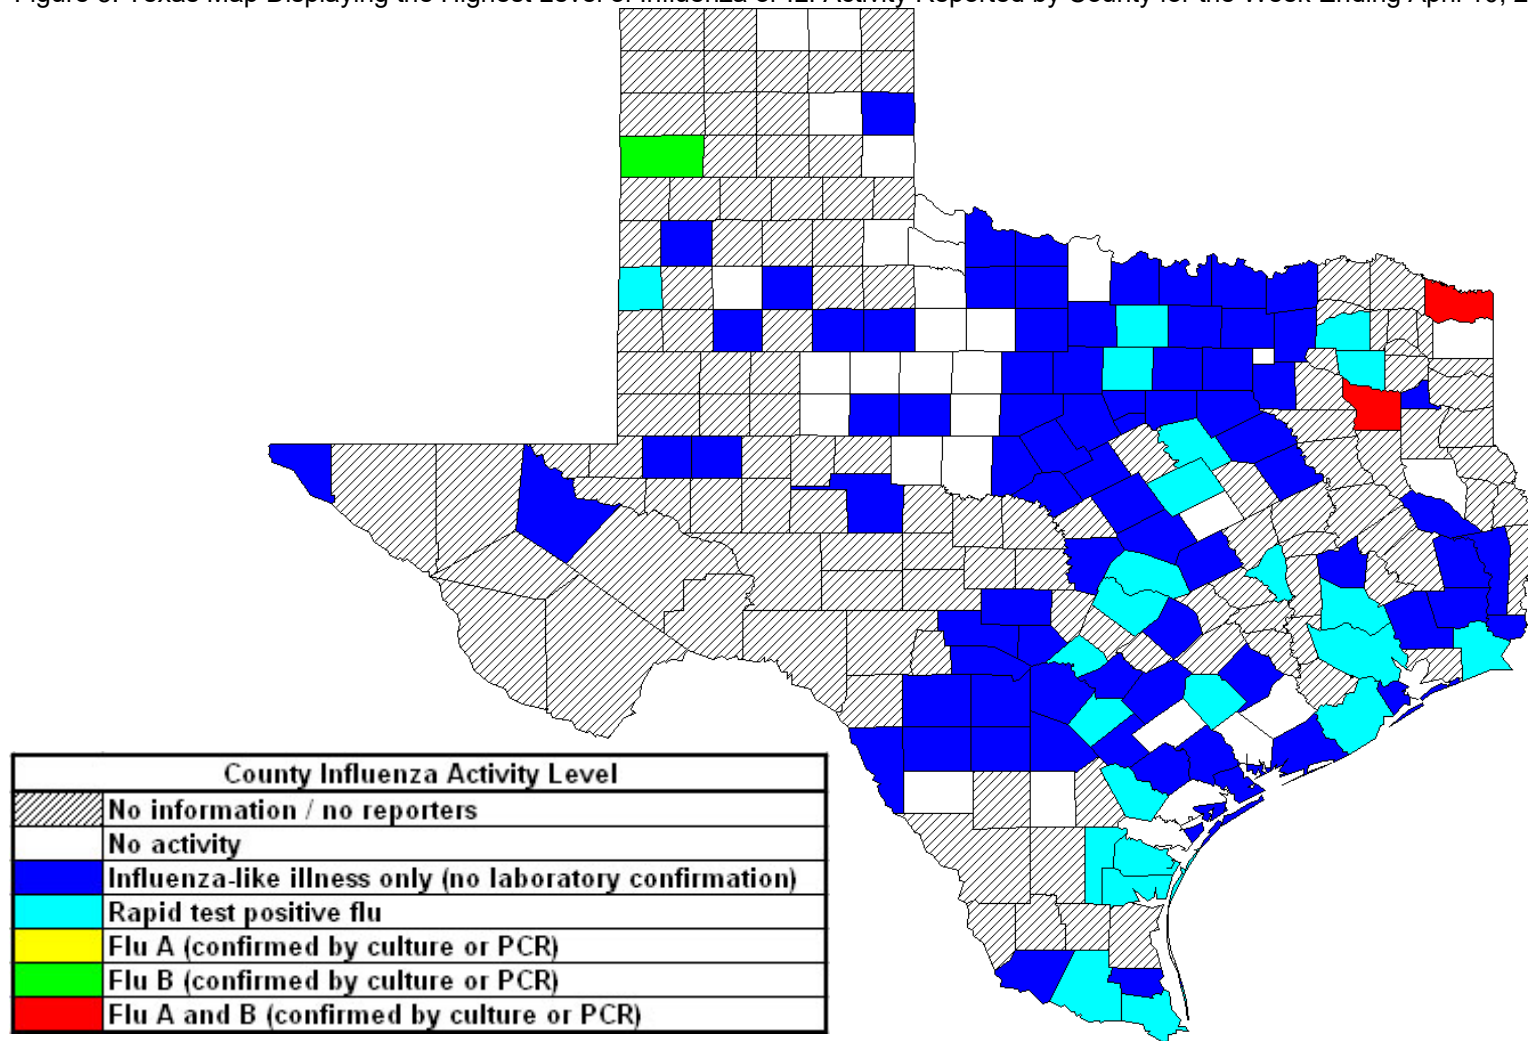 County Influenza Activity Level
No information / no reporters
No activity
Influenza-like illness only (no laboratory confirmation)
Rapid test positive flu
Flu A (confirmed by culture or PCR)
Flu B (confirmed by culture or PCR)
Flu A and B (confirmed by culture or PCR)